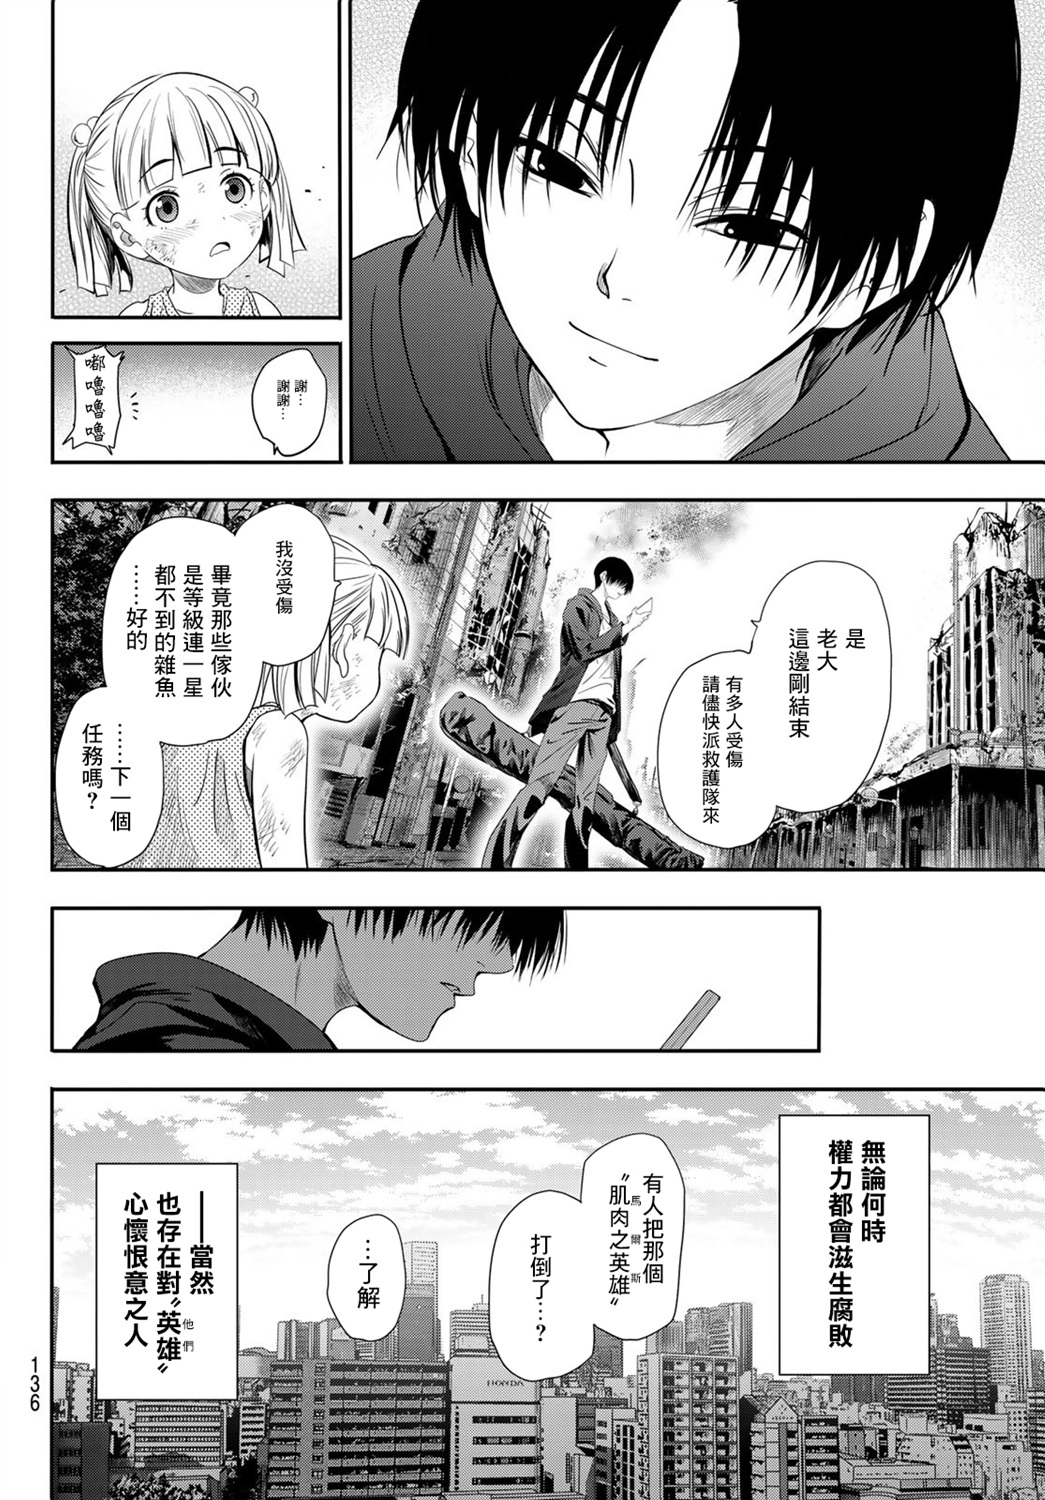 謝…
謝謝…
嘟嚕嚕嚕
是
老大
這邊剛結束
有多人受傷
請儘快派救護隊來
我沒受傷
畢竟那些傢伙
是等級連一星
都不到的雜魚
……好的
……下一個
任務嗎?
無論何時
權力都會滋生腐敗
有人把那個
〝肌肉之英雄〞
馬爾斯
打倒了…?
…了解
——當然
也存在對〝英雄〞
他們
心懷恨意之人
HONDA
136